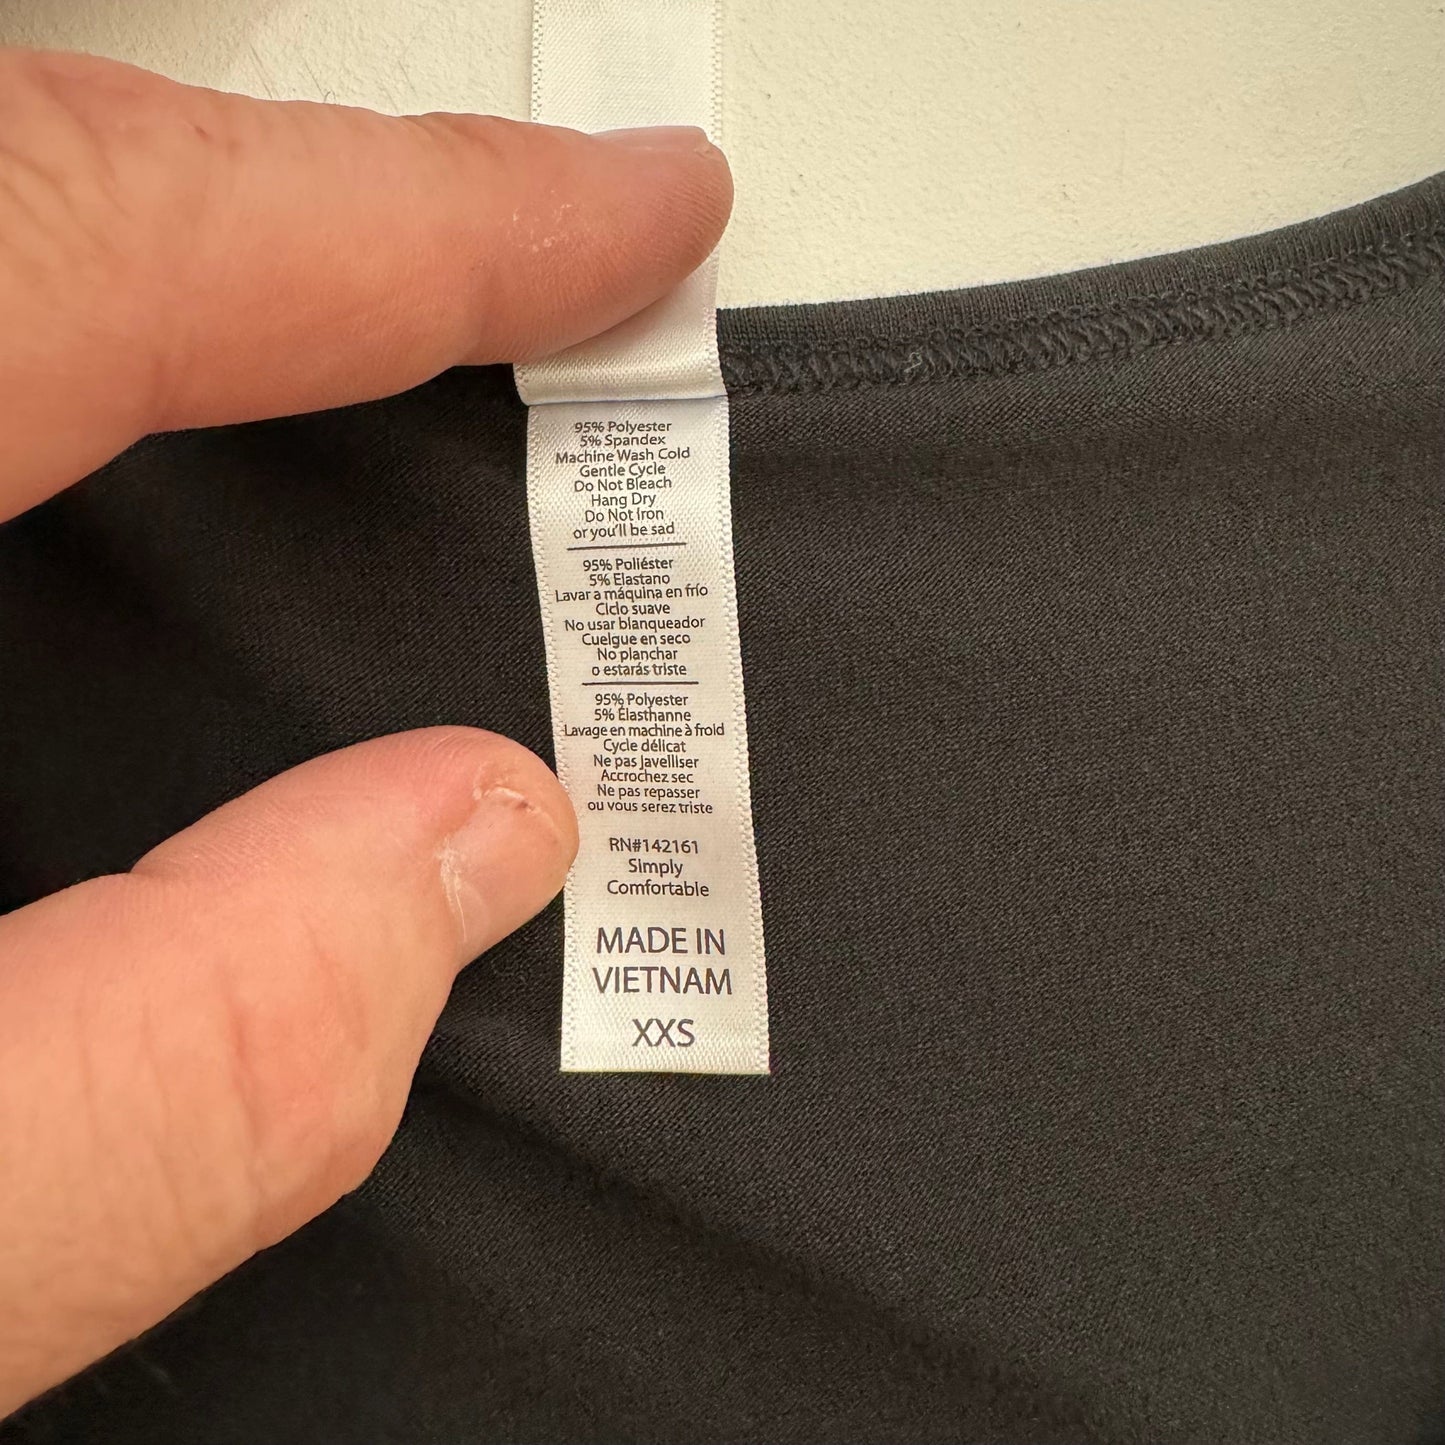 95% Polyester
5% Spandex
Machine Wash Cold
Gentle Cycle
Do Not Bleach
Hang Dry
Do Not Iron
or you'll be sad
95% Poliéster
5% Elastano
Lavar a máquina en frío
Ciclo suave
No usar blanqueador
Cuelgue en seco
No planchar
o estarás triste
95% Polyester
5% Élasthanne
Lavage en machine à froid
Cycle délicat
Ne pas javelliser
Accrochez sec
Ne pas repasser
ou vous serez triste
RN#142161
Simply
Comfortable
MADE IN
VIETNAM
XXS